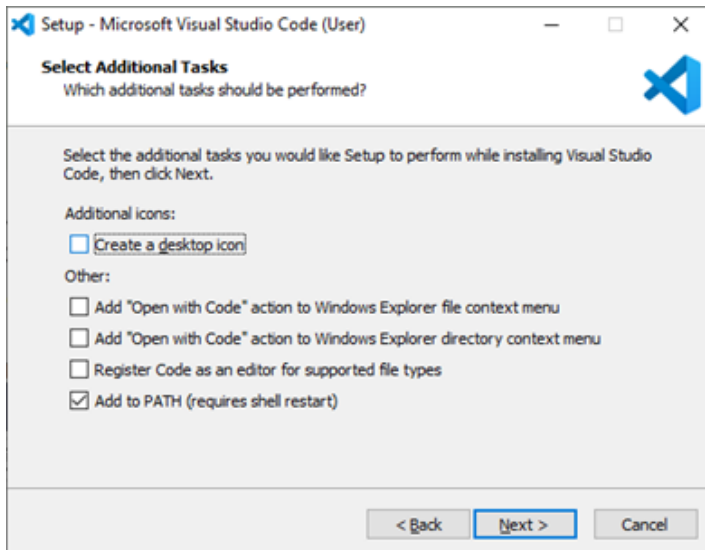 Setup - Microsoft Visual Studio Code (User)
Select Additional Tasks
Which additional tasks should be performed?
Select the additional tasks you would like Setup to perform while installing Visual Studio
Code, then click Next.
Additional icons:
Create a desktop icon
Other:
Add "Open with Code" action to Windows Explorer file context menu
Add "Open with Code" action to Windows Explorer directory context menu
Register Code as an editor for supported file types
Add to PATH (requires shell restart)
< Back Next > Cancel